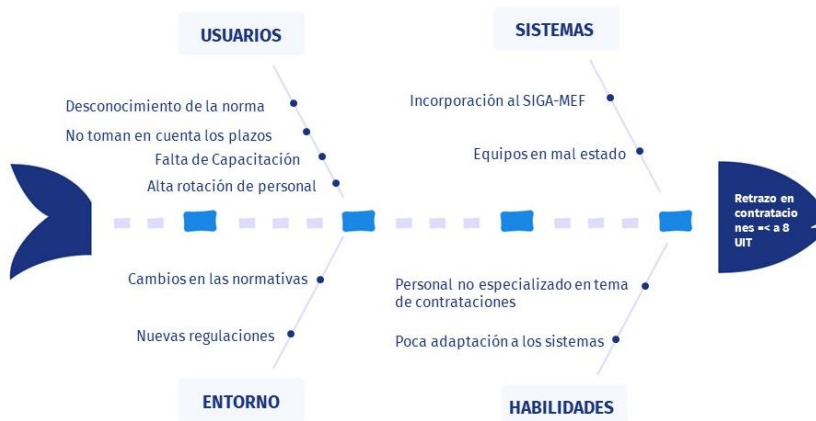 USUARIOS
SISTEMAS
Desconocimiento de la norma
No toman en cuenta los plazos
Falta de Capacitación
Alta rotación de personal
Incorporación al SIGA-MEF
Equipos en mal estado
Retrazo en
contratacio
nes =< a 8
UIT
Cambios en las normativas
Nuevas regulaciones
Personal no especializado en tema
de contrataciones
Poca adaptación a los sistemas
ENTORNO
HABILIDADES